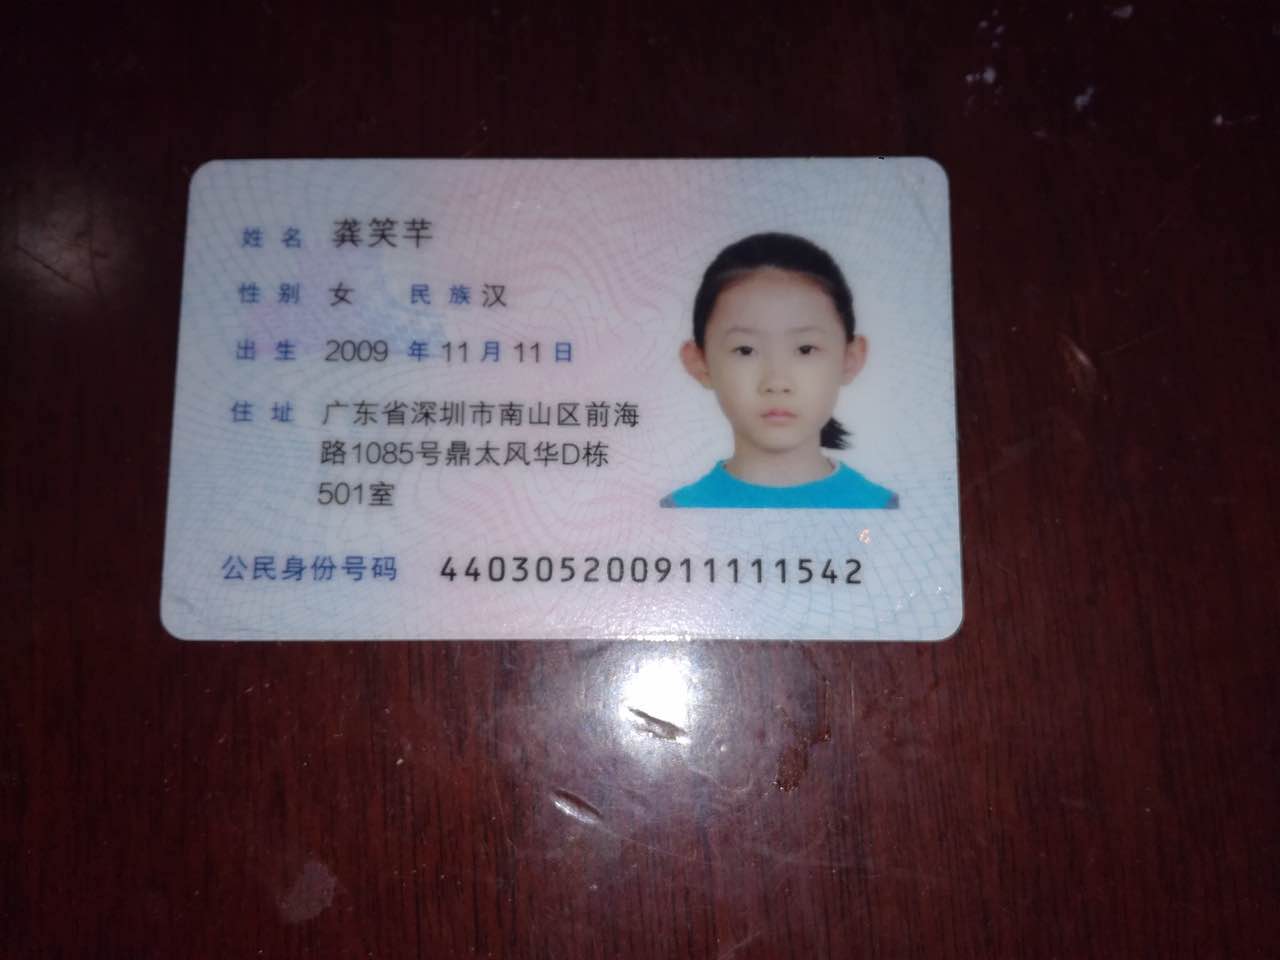 姓名 龚笑芊
性别 女 民族 汉
出生 2009 年 11 月 11 日
住址 广东省深圳市南山区前海
路1085号鼎太风华D栋
501室
公民身份号码 440305200911111542